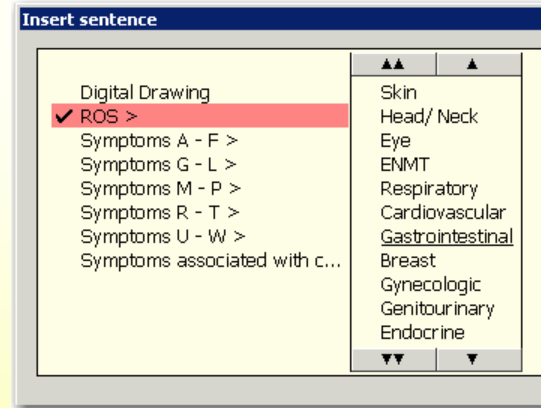 Insert sentence
Digital Drawing
✔ ROS >
Symptoms A - F >
Symptoms G - L >
Symptoms M - P >
Symptoms R - T >
Symptoms U - W >
Symptoms associated with c...
Skin
Head/ Neck
Eye
ENMT
Respiratory
Cardiovascular
Gastrointestinal
Breast
Gynecologic
Genitourinary
Endocrine